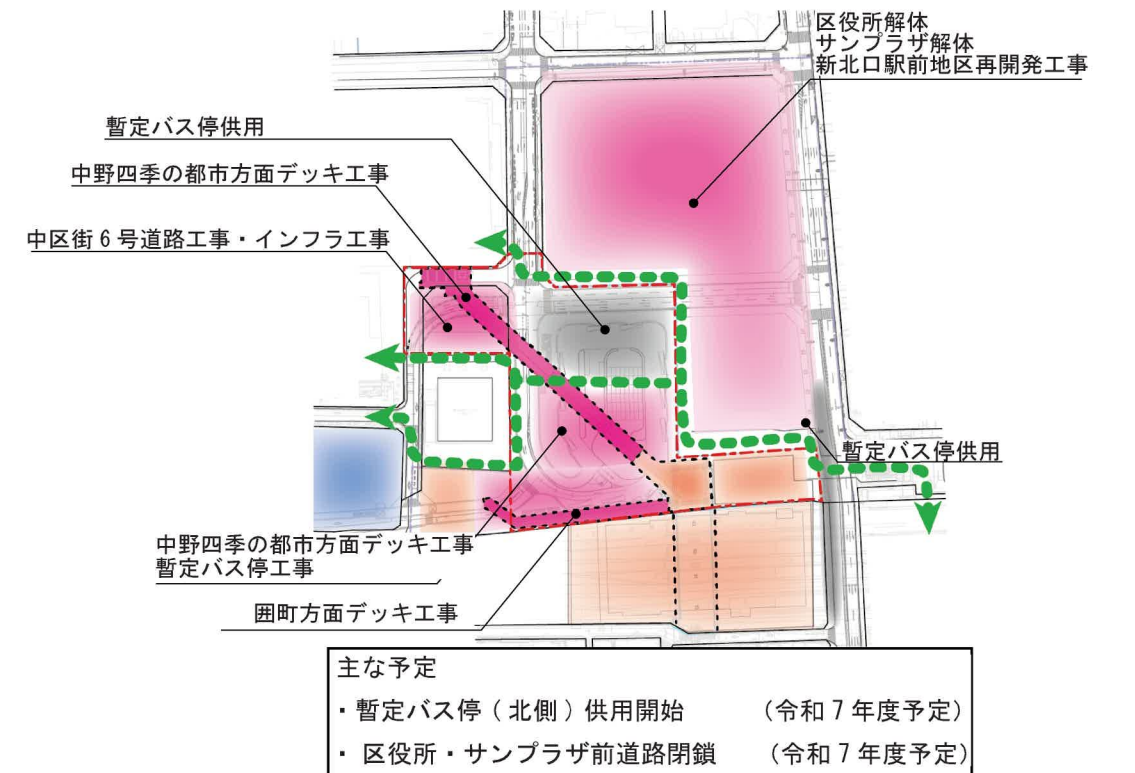 区役所解体
サンプラザ解体
新北口駅前地区再開発工事
暫定バス停供用
中野四季の都市方面デッキ工事
中区街6号道路工事・インフラ工事
暫定バス停供用
中野四季の都市方面デッキ工事
暫定バス停工事
囲町方面デッキ工事
主な予定
・暫定バス停(北側)供用開始 (令和7年度予定)
・区役所・サンプラザ前道路閉鎖 (令和7年度予定)